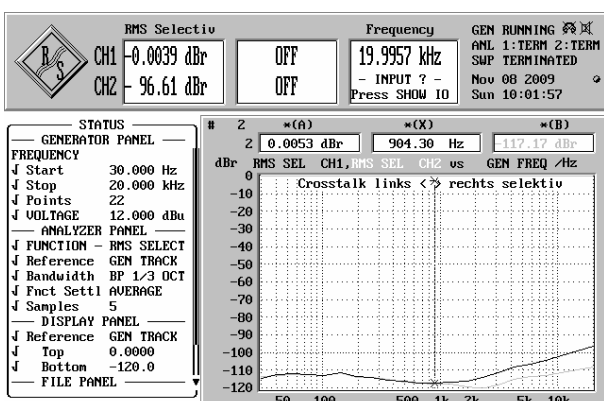 RMS Selectiv
CH1 -0.0039 dBr
OFF
CH2 - 96.61 dBr
OFF
Frequency
19.9957 kHz
- INPUT ? -
Press SHOW IO
GEN RUNNING
ANL 1:TERM 2:TERM
SWP TERMINATED
Nov 08 2009
Sun 10:01:57
R S
STATUS
GENERATOR PANEL
FREQUENCY
Start 30.000 Hz
Stop 20.000 kHz
Points 22
VOLTAGE 12.000 dBu
ANALYZER PANEL
FUNCTION - RMS SELECT
Reference GEN TRACK
Bandwidth BP 1/3 OCT
Fnct Settl AVERAGE
Samples 5
DISPLAY PANEL
Reference GEN TRACK
Top 0.0000
Bottom -120.0
FILE PANEL
# 2 *(A) *(X) *(B)
2 0.0053 dBr 904.30 Hz -117.17 dBr
dBr RMS SEL CH1,RMS SEL CH2 vs GEN FREQ /Hz
Crosstalk links <-> rechts selektiv
0
-10
-20
-30
-40
-50
-60
-70
-80
-90
-100
-110
-120
50 100 500 1k 2k 5k 10k